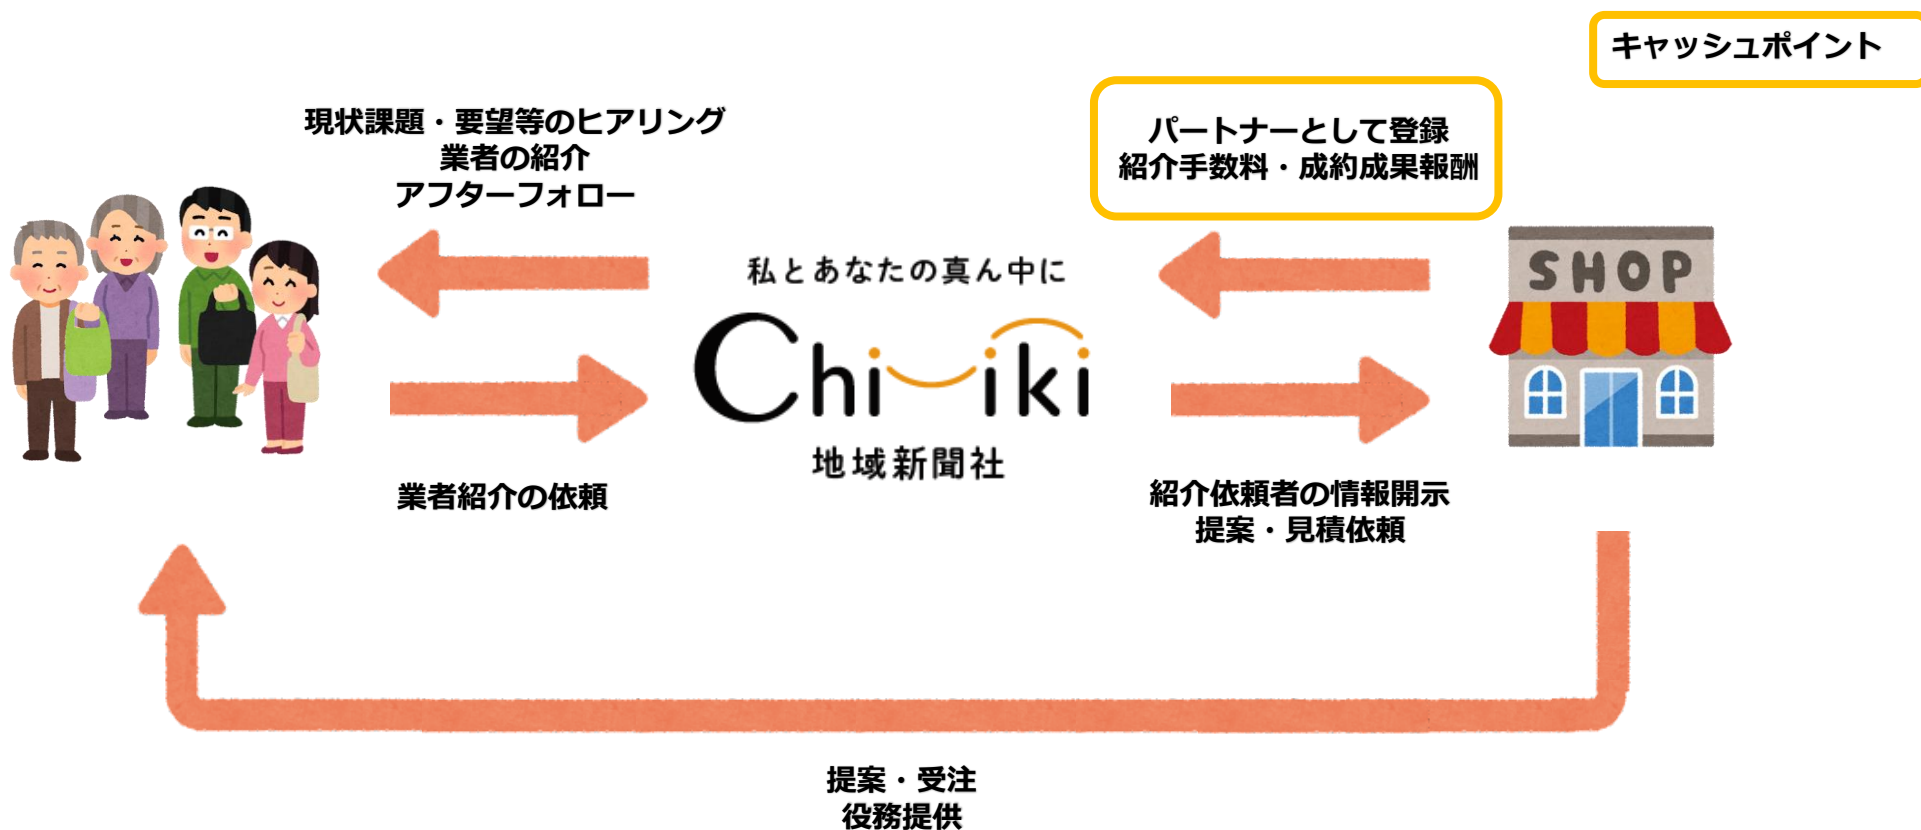 キャッシュポイント
現状課題・要望等のヒアリング
業者の紹介
アフターフォロー
パートナーとして登録
紹介手数料・成約成果報酬
私とあなたの真ん中に
Chiiki
地域新聞社
SHOP
業者紹介の依頼
紹介依頼者の情報開示
提案・見積依頼
提案・受注
役務提供